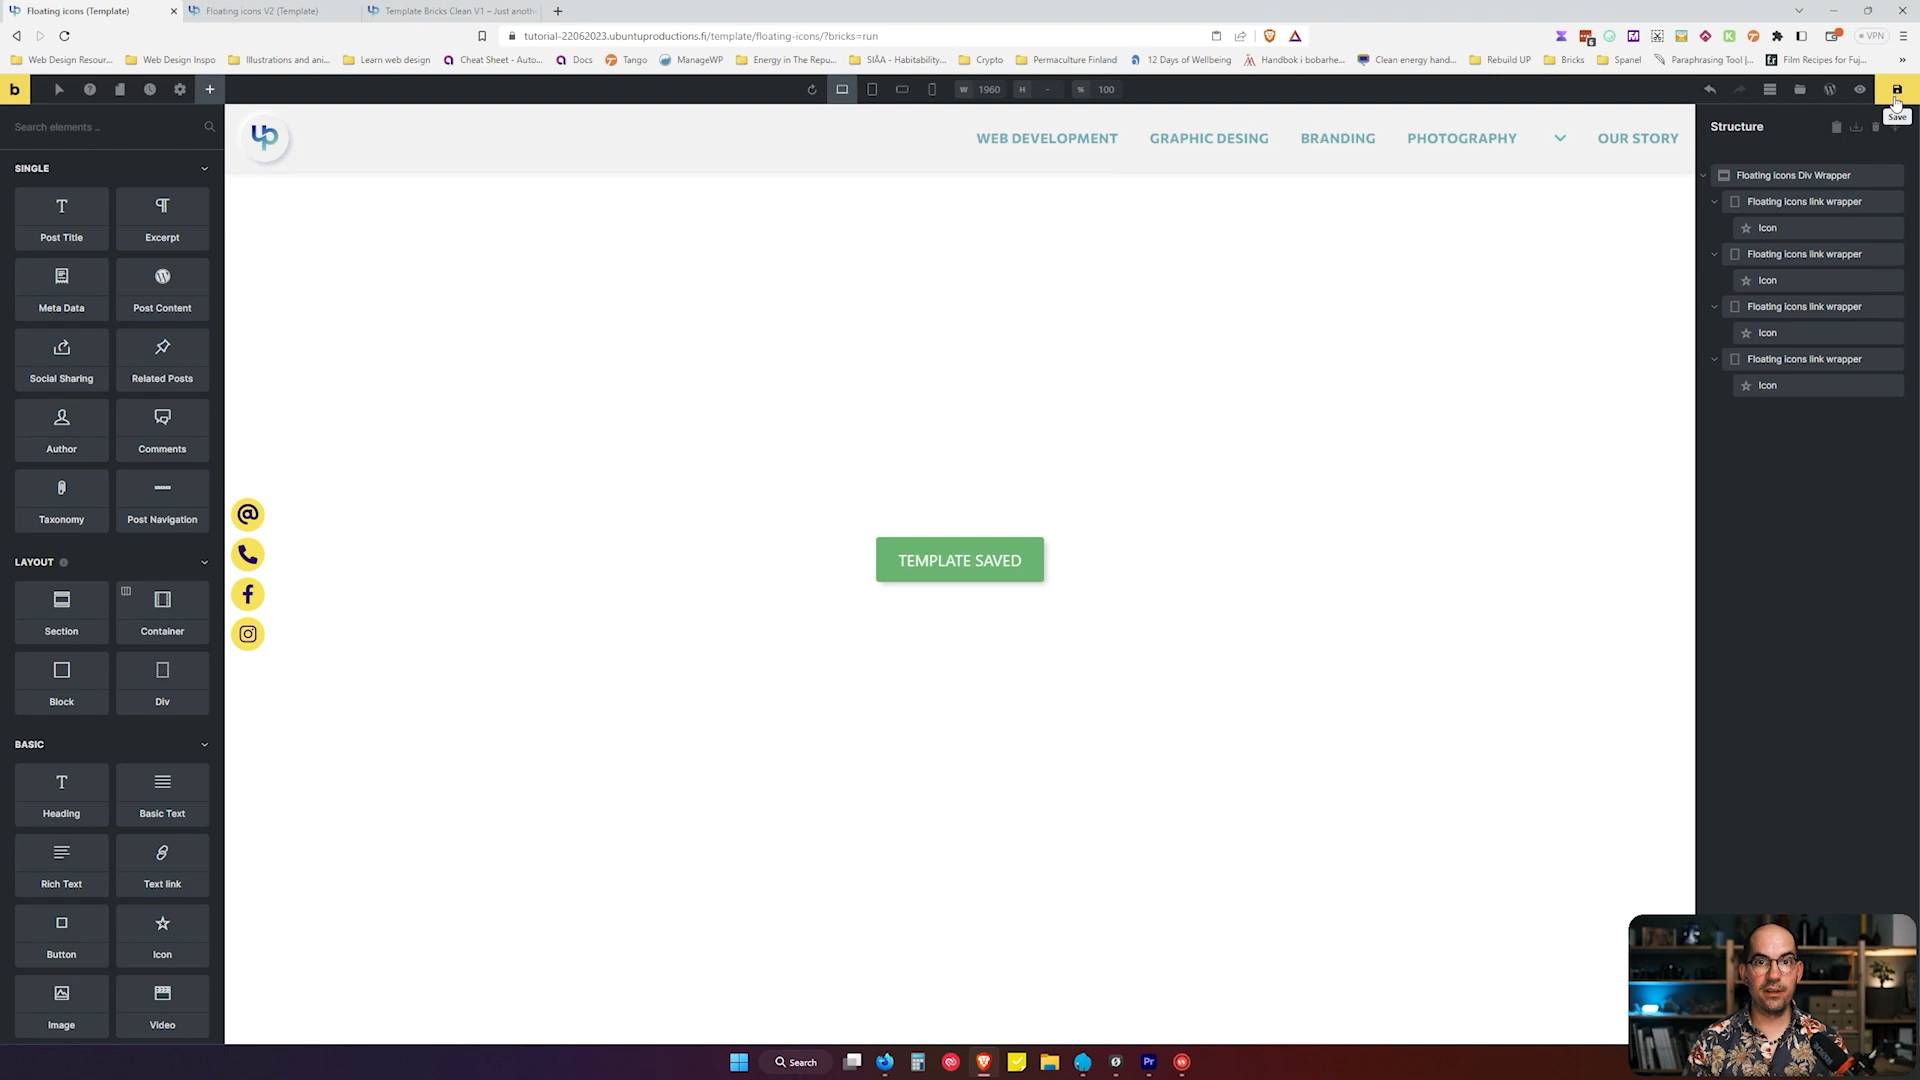 Floating icons (Template)
Floating icons V2 (Template)
Template Bricks Clean V1 – Just anoth
tutorial-22062023.ubuntuproductions.fi/template/floating-icons/?bricks=run
VPN
Web Design Resour...
Web Design Inspo
Illustrations and ani...
Learn web design
Cheat Sheet - Auto...
Docs
Tango
ManageWP
Energy in The Repu...
SIÅA - Habitability...
Crypto
Permaculture Finland
12 Days of Wellbeing
Handbok i bobarhe...
Clean energy hand...
Rebuild UP
Bricks
Spanel
Paraphrasing Tool |...
Film Recipes for Fuj...
b
W 1960 H - % 100
Save
Search elements ..
SINGLE
Post Title
Excerpt
Meta Data
Post Content
Social Sharing
Related Posts
Author
Comments
Taxonomy
Post Navigation
LAYOUT
Section
Container
Block
Div
BASIC
Heading
Basic Text
Rich Text
Text link
Button
Icon
Image
Video
up
WEB DEVELOPMENT
GRAPHIC DESING
BRANDING
PHOTOGRAPHY
OUR STORY
TEMPLATE SAVED
Structure
Floating icons Div Wrapper
Floating icons link wrapper
Icon
Floating icons link wrapper
Icon
Floating icons link wrapper
Icon
Floating icons link wrapper
Icon
Search
Pr